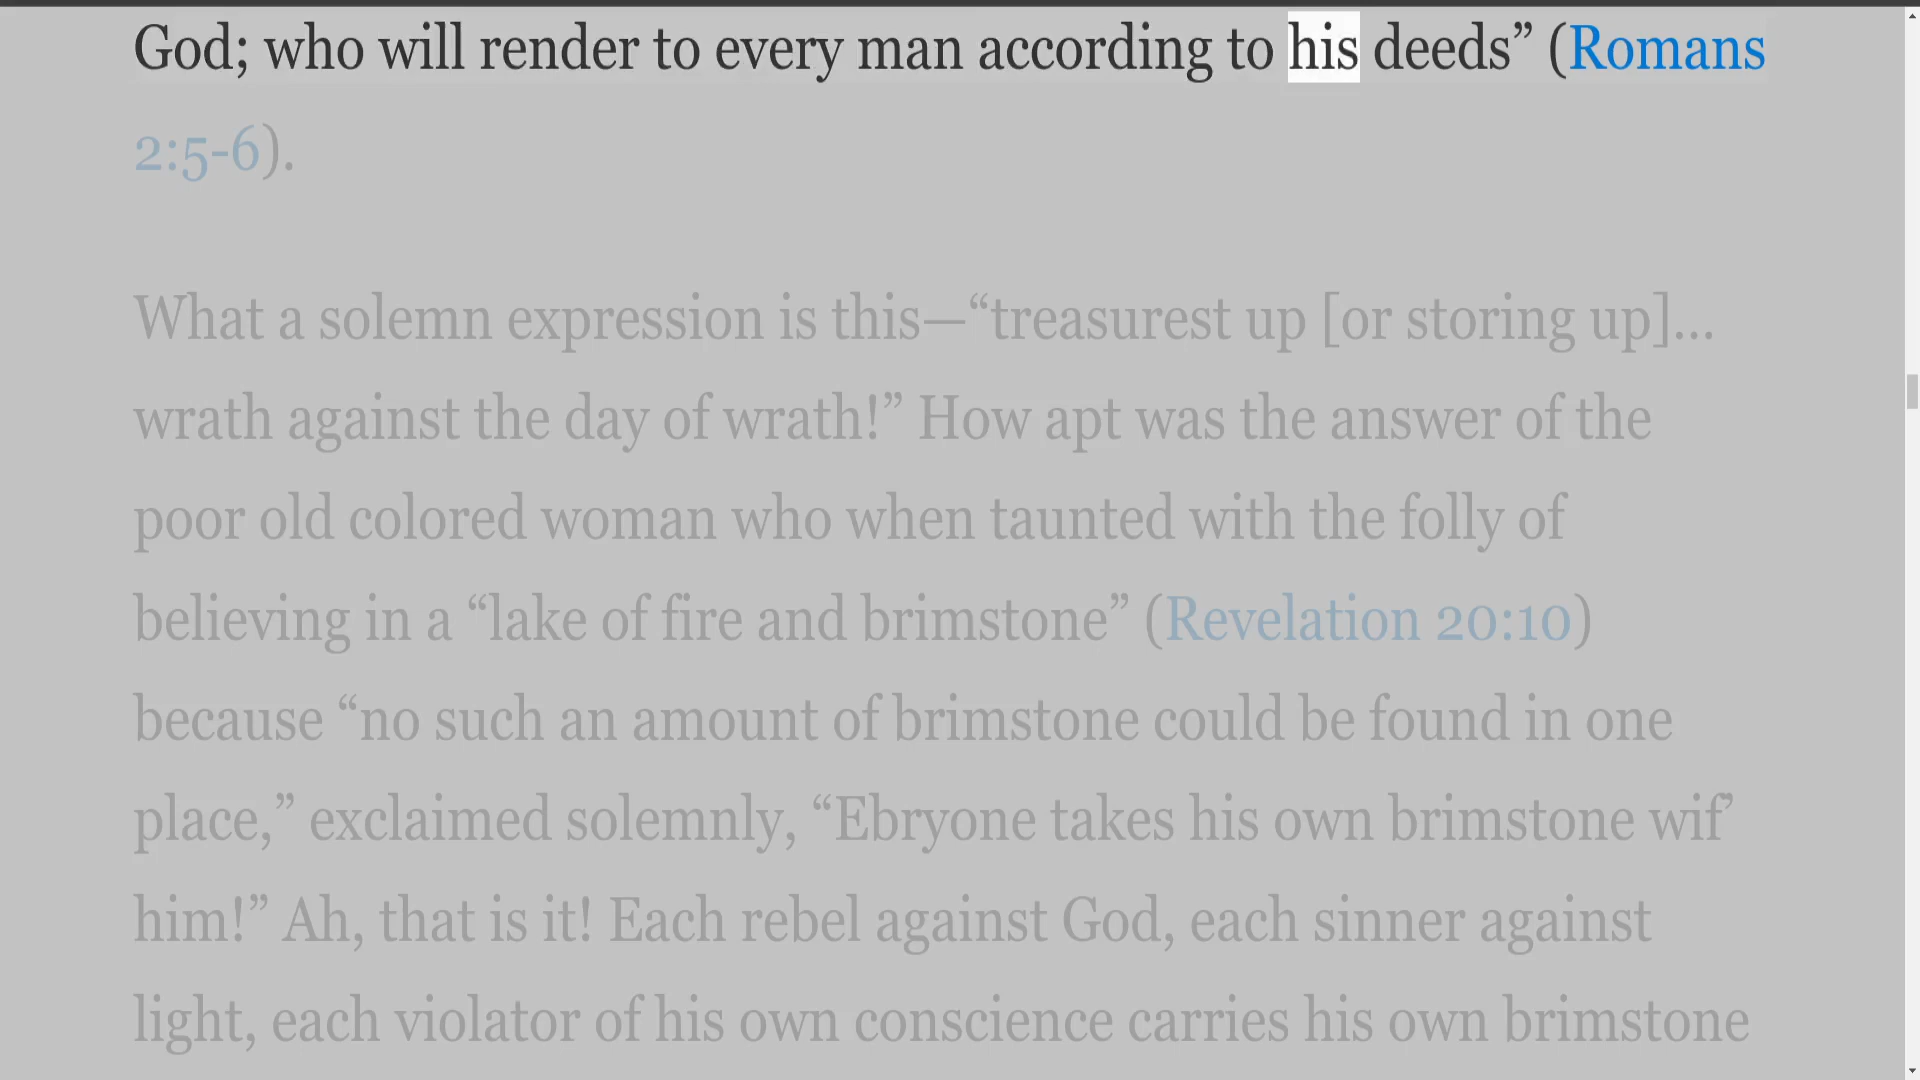 God; who will render to every man according to his deeds” (Romans
2:5-6).
What a solemn expression is this—“treasurest up [or storing up]...
wrath against the day of wrath!” How apt was the answer of the
poor old colored woman who when taunted with the folly of
believing in a “lake of fire and brimstone” (Revelation 20:10)
because “no such an amount of brimstone could be found in one
place,” exclaimed solemnly, “Ebryone takes his own brimstone wif’
him!” Ah, that is it! Each rebel against God, each sinner against
light, each violator of his own conscience carries his own brimstone